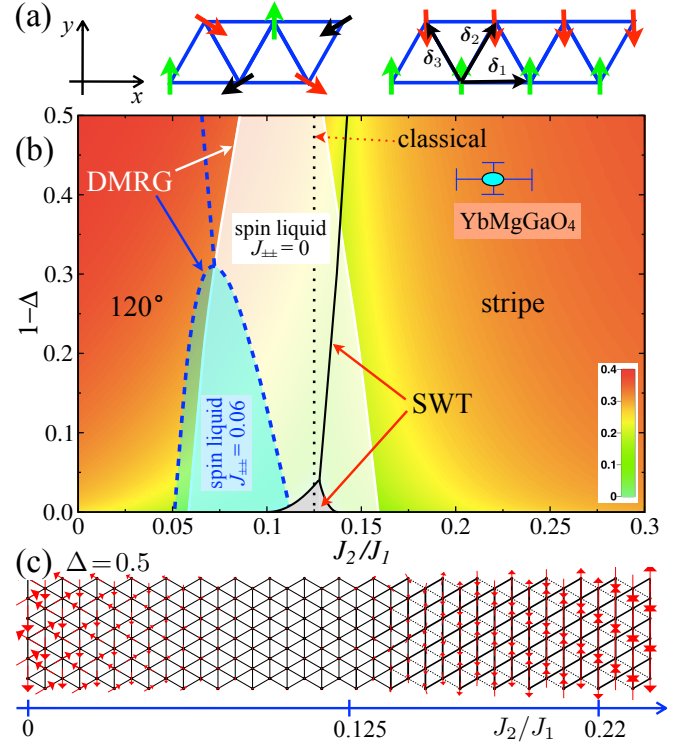 (a)
y
x
δ₃
δ₂
δ₁
(b)
0.5
0.4
0.3
0.2
0.1
0.0
1−Δ
DMRG
classical
spin liquid
J±± = 0
YbMgGaO₄
120°
stripe
SWT
spin liquid
J±± = 0.06
0.4
0.3
0.2
0.1
0
0 0.05 0.1 0.15 0.2 0.25 0.3
J₂/J₁
(c) Δ = 0.5
0 0.125 J₂/J₁ 0.22